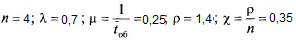 n = 4; λ = 0,7 ; μ = 1/t̄об = 0,25; ρ = 1,4; χ = ρ/n = 0,35